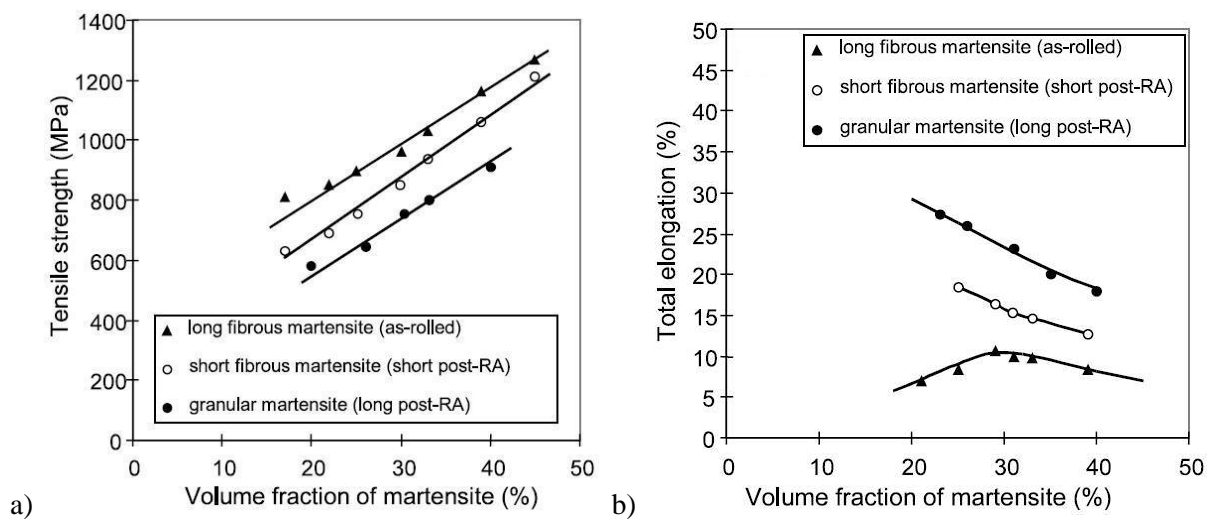 1400
1200
1000
800
600
400
200
0
Tensile strength (MPa)
long fibrous martensite (as-rolled)
short fibrous martensite (short post-RA)
granular martensite (long post-RA)
0 10 20 30 40 50
Volume fraction of martensite (%)
a)
50
45
40
35
30
25
20
15
10
5
0
Total elongation (%)
long fibrous martensite (as-rolled)
short fibrous martensite (short post-RA)
granular martensite (long post-RA)
0 10 20 30 40 50
Volume fraction of martensite (%)
b)